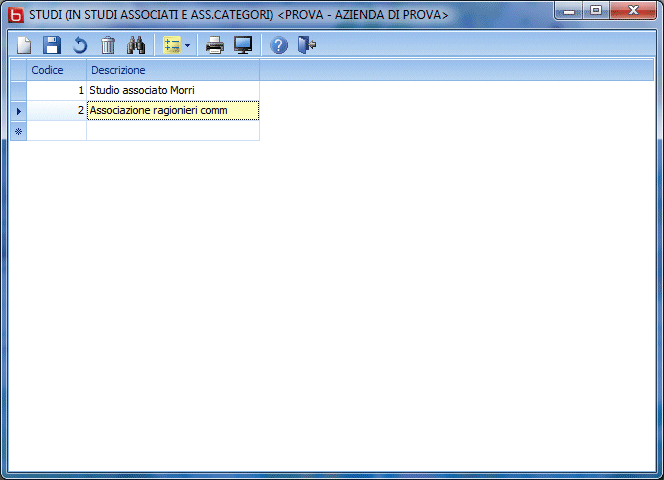 STUDI (IN STUDI ASSOCIATI E ASS.CATEGORI) <PROVA - AZIENDA DI PROVA>
Codice Descrizione
1 Studio associato Morri
2 Associazione ragionieri comm